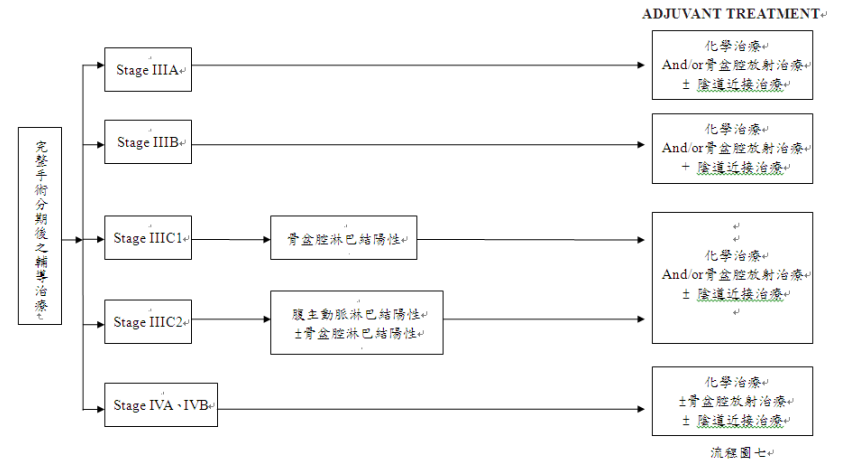 ADJUVANT TREATMENT
完整手術分期後之輔導治療
Stage IIIA
化學治療
And/or骨盆腔放射治療
± 陰道近接治療
Stage IIIB
化學治療
And/or骨盆腔放射治療
+ 陰道近接治療
Stage IIIC1
骨盆腔淋巴結陽性
Stage IIIC2
腹主動脈淋巴結陽性
±骨盆腔淋巴結陽性
化學治療
And/or骨盆腔放射治療
± 陰道近接治療
Stage IVA、IVB
化學治療
±骨盆腔放射治療
± 陰道近接治療
流程圖七